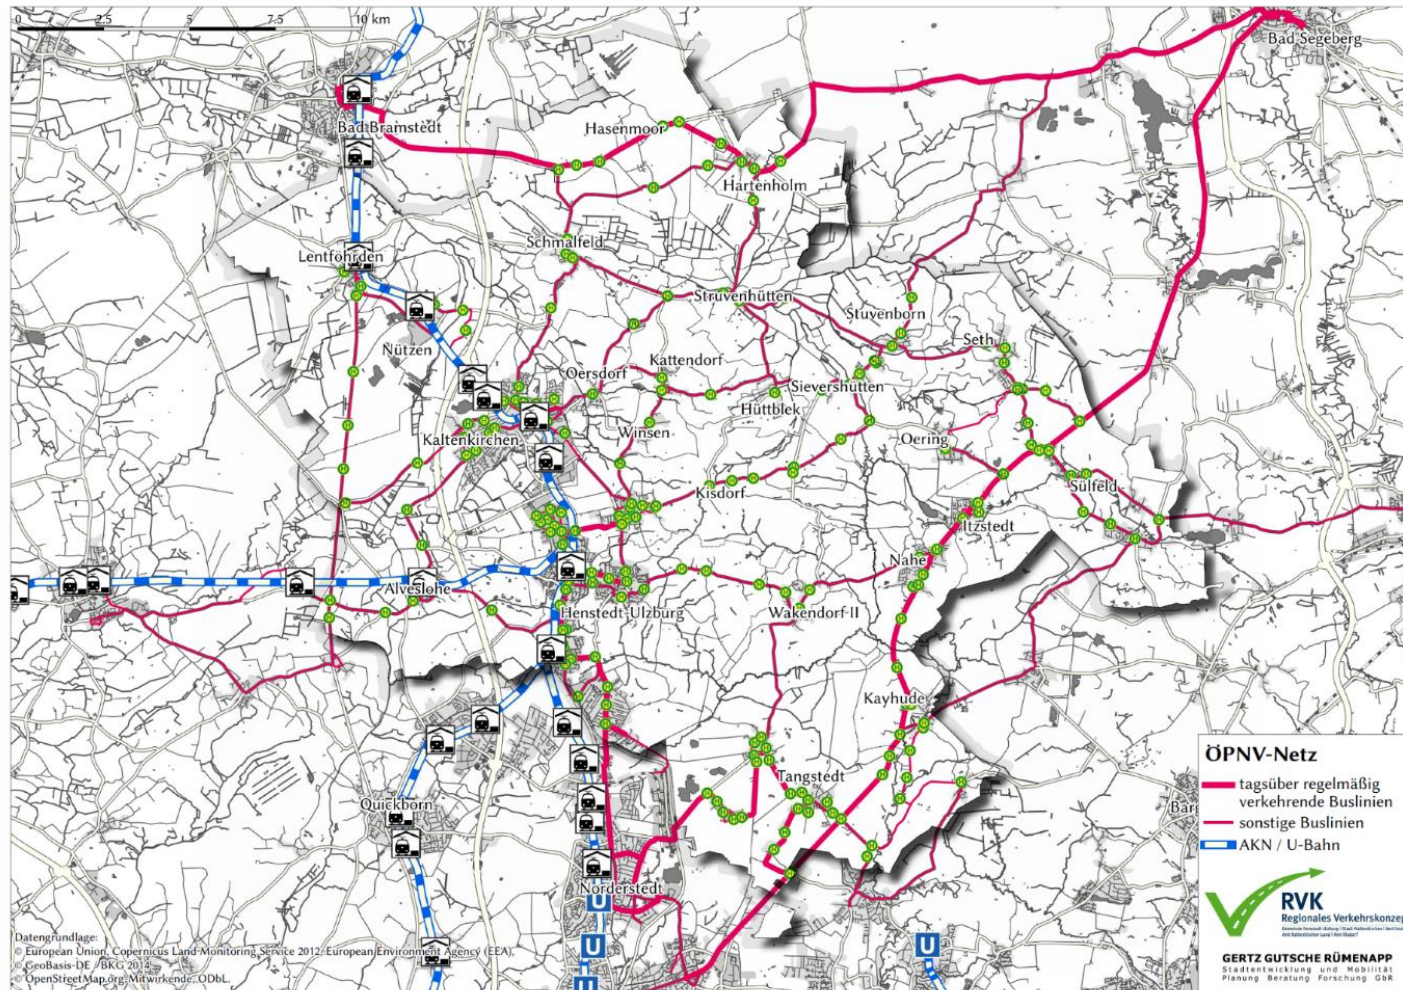 0 2,5 5 7,5 10 km
Bad Segeberg
Bad Bramstedt
Hasenmoor
Hartenholm
Schmalfeld
Lentföhrden
Struvenhütten
Stuvenborn
Seth
Nützen
Kattendorf
Oersdorf
Sievershütten
Hüttblek
Kaltenkirchen
Winsen
Oering
Kisdorf
Sülfeld
Itzstedt
Nahe
Alveslohe
Henstedt-Ulzburg
Wakendorf II
Kayhude
Tangstedt
Quickborn
Norderstedt
Barg
U
U
U
ÖPNV-Netz
tagsüber regelmäßig
verkehrende Buslinien
sonstige Buslinien
AKN / U-Bahn
RVK
Regionales Verkehrskonzep
GERTZ GUTSCHE RÜMENAPP
Stadtentwicklung und Mobilität
Planung Beratung Forschung GbR
Datengrundlage:
© European Union, Copernicus Land Monitoring Service 2012, European Environment Agency (EEA),
© GeoBasis-DE / BKG 2014,
© OpenStreetMap.org-Mitwirkende, ODbL.